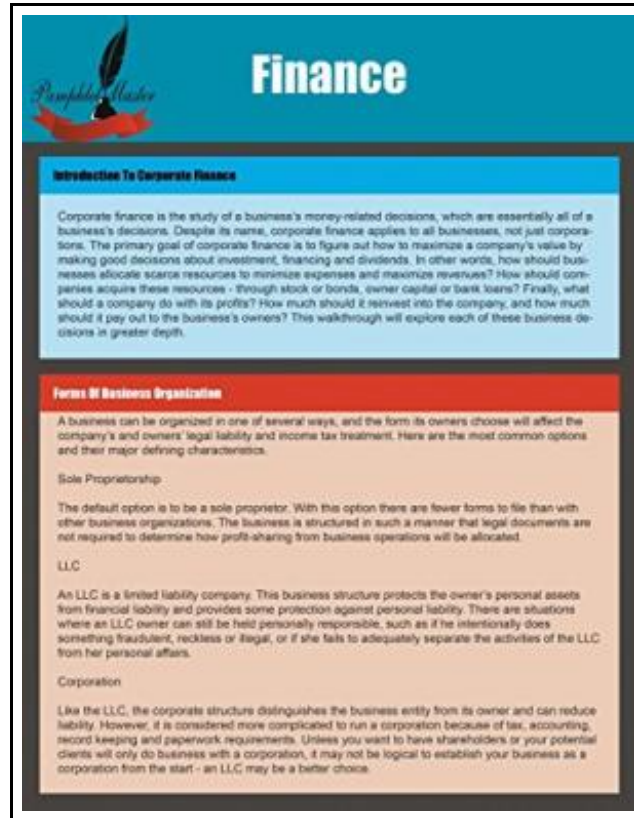 Pamphlet Master
Finance
Introduction To Corporate Finance
Corporate finance is the study of a business's money-related decisions, which are essentially all of a
business's decisions. Despite its name, corporate finance applies to all businesses, not just corpora-
tions. The primary goal of corporate finance is to figure out how to maximize a company's value by
making good decisions about investment, financing and dividends. In other words, how should busi-
nesses allocate scarce resources to minimize expenses and maximize revenues? How should com-
panies acquire these resources - through stock or bonds, owner capital or bank loans? Finally, what
should a company do with its profits? How much should it reinvest into the company, and how much
should it pay out to the business's owners? This walkthrough will explore each of these business de-
cisions in greater depth.
Forms Of Business Organization
A business can be organized in one of several ways, and the form its owners choose will affect the
company's and owners' legal liability and income tax treatment. Here are the most common options
and their major defining characteristics.
Sole Proprietorship
The default option is to be a sole proprietor. With this option there are fewer forms to file than with
other business organizations. The business is structured in such a manner that legal documents are
not required to determine how profit-sharing from business operations will be allocated.
LLC
An LLC is a limited liability company. This business structure protects the owner's personal assets
from financial liability and provides some protection against personal liability. There are situations
where an LLC owner can still be held personally responsible, such as if he intentionally does
something fraudulent, reckless or illegal, or if she fails to adequately separate the activities of the LLC
from her personal affairs.
Corporation
Like the LLC, the corporate structure distinguishes the business entity from its owner and can reduce
liability. However, it is considered more complicated to run a corporation because of tax, accounting,
record keeping and paperwork requirements. Unless you want to have shareholders or your potential
clients will only do business with a corporation, it may not be logical to establish your business as a
corporation from the start - an LLC may be a better choice.